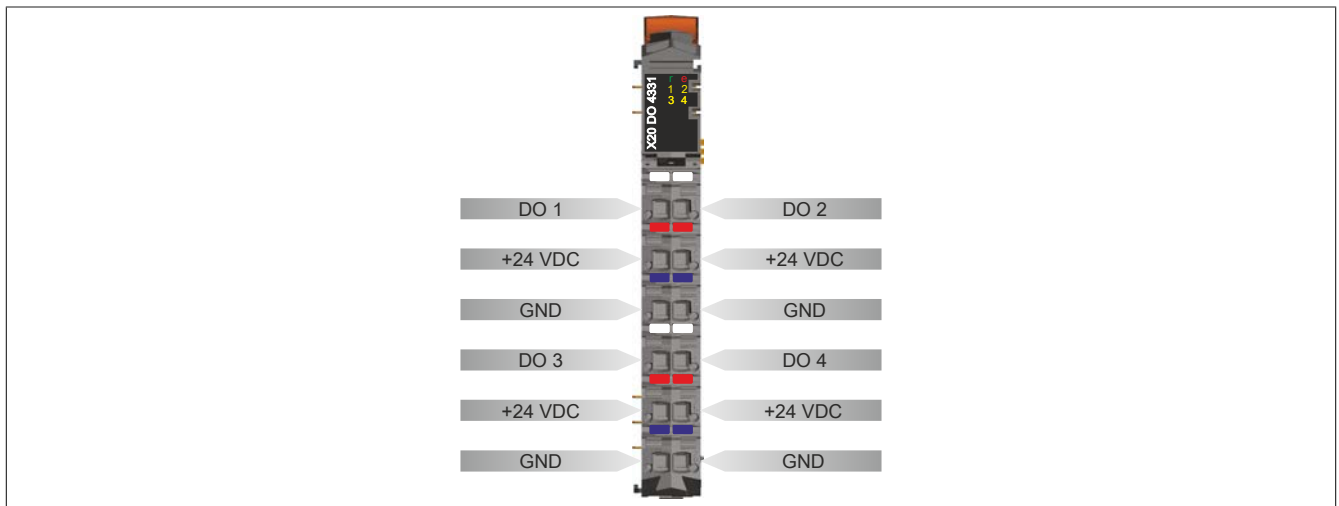 X20 DO 4331
r e
1 2
3 4
DO 1 DO 2
+24 VDC +24 VDC
GND GND
DO 3 DO 4
+24 VDC +24 VDC
GND GND